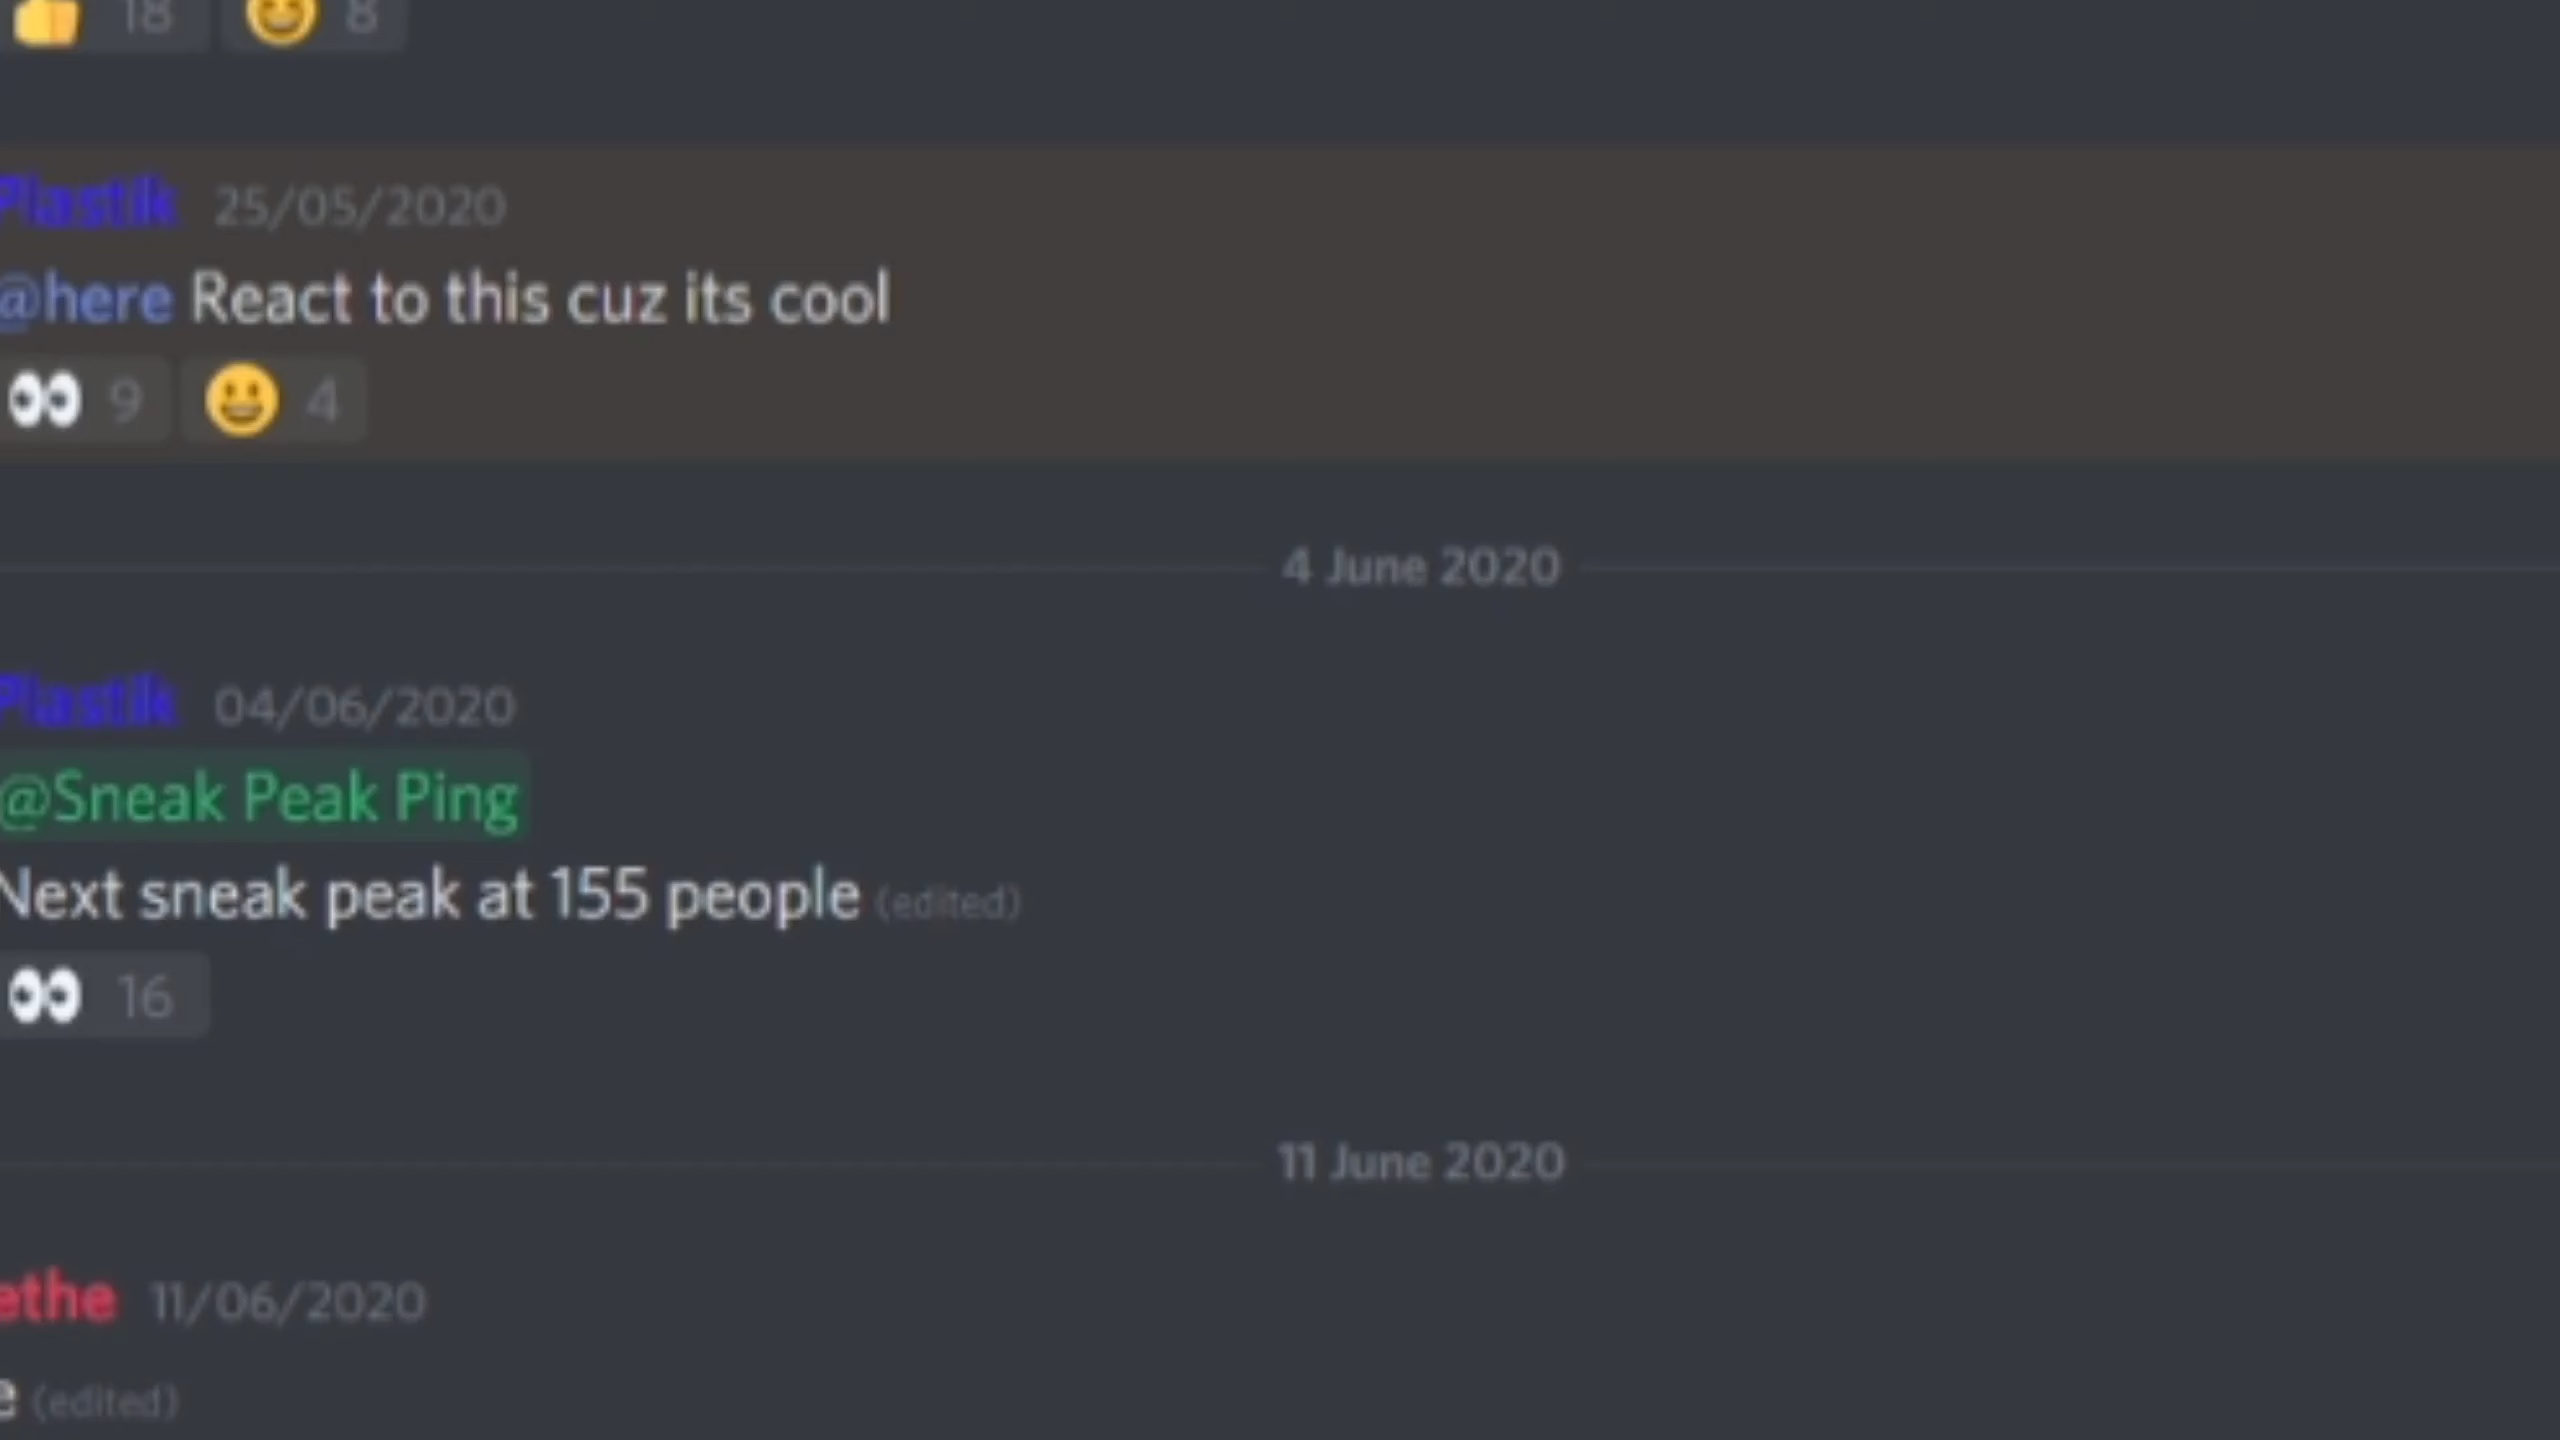 18 8
Plastik 25/05/2020
@here React to this cuz its cool
9 4
4 June 2020
Plastik 04/06/2020
@Sneak Peak Ping
Next sneak peak at 155 people (edited)
16
11 June 2020
ethe 11/06/2020
e (edited)